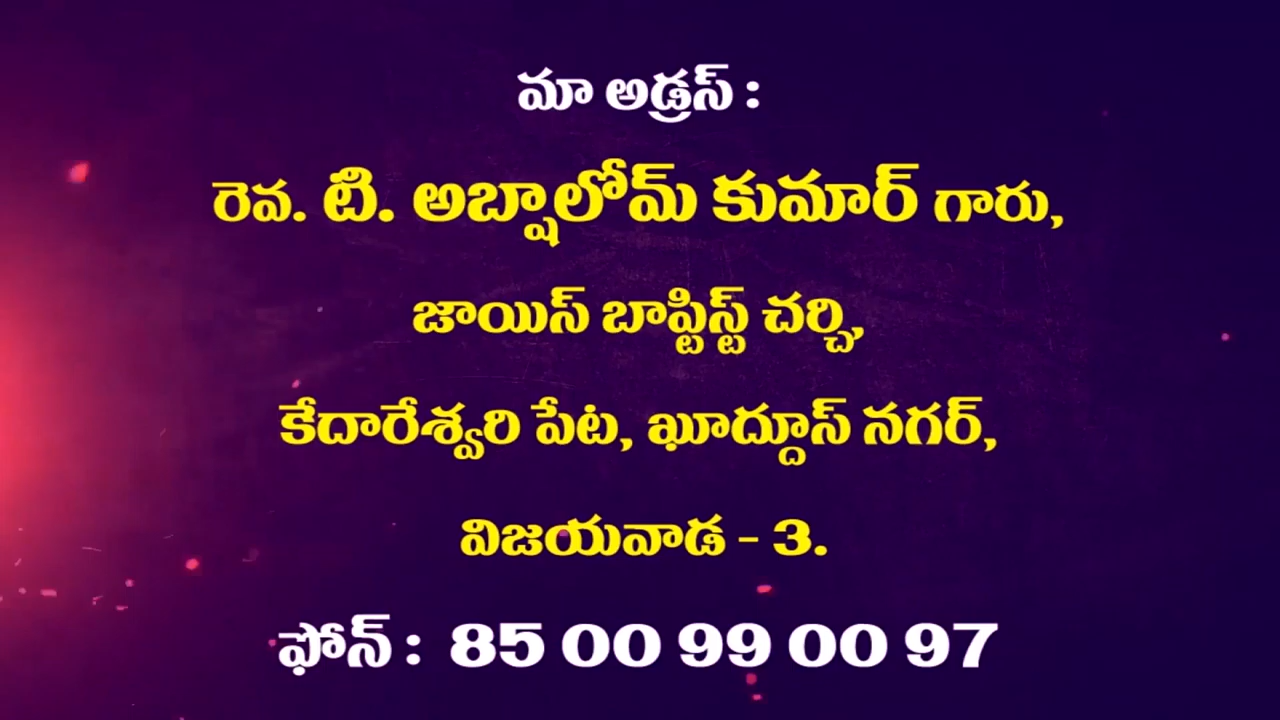 మా అడ్రస్ :
రెవ. టి. అబ్షాలోమ్ కుమార్ గారు,
జాయిస్ బాప్టిస్ట్ చర్చి,
కేదారేశ్వరి పేట, ఖూద్దూస్ నగర్,
విజయవాడ - 3.
ఫోన్ : 85 00 99 00 97